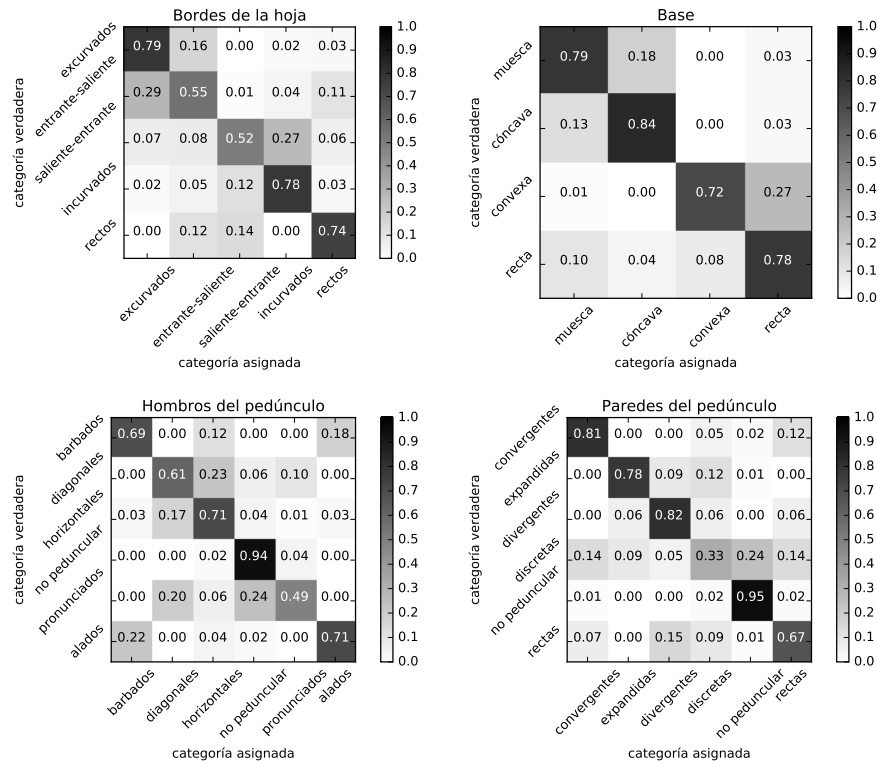 Bordes de la hoja
categoría verdadera
excurvados 0.79 0.16 0.00 0.02 0.03
entrante-saliente 0.29 0.55 0.01 0.04 0.11
saliente-entrante 0.07 0.08 0.52 0.27 0.06
incurvados 0.02 0.05 0.12 0.78 0.03
rectos 0.00 0.12 0.14 0.00 0.74
excurvados entrante-saliente saliente-entrante incurvados rectos
categoría asignada
1.0
0.9
0.8
0.7
0.6
0.5
0.4
0.3
0.2
0.1
0.0
Base
categoría verdadera
muesca 0.79 0.18 0.00 0.03
cóncava 0.13 0.84 0.00 0.03
convexa 0.01 0.00 0.72 0.27
recta 0.10 0.04 0.08 0.78
muesca cóncava convexa recta
categoría asignada
1.0
0.9
0.8
0.7
0.6
0.5
0.4
0.3
0.2
0.1
0.0
Hombros del pedúnculo
categoría verdadera
barbados 0.69 0.00 0.12 0.00 0.00 0.18
diagonales 0.00 0.61 0.23 0.06 0.10 0.00
horizontales 0.03 0.17 0.71 0.04 0.01 0.03
no peduncular 0.00 0.00 0.02 0.94 0.04 0.00
pronunciados 0.00 0.20 0.06 0.24 0.49 0.00
alados 0.22 0.00 0.04 0.02 0.00 0.71
barbados diagonales horizontales no peduncular pronunciados alados
categoría asignada
1.0
0.9
0.8
0.7
0.6
0.5
0.4
0.3
0.2
0.1
0.0
Paredes del pedúnculo
categoría verdadera
convergentes 0.81 0.00 0.00 0.05 0.02 0.12
expandidas 0.00 0.78 0.09 0.12 0.01 0.00
divergentes 0.00 0.06 0.82 0.06 0.00 0.06
discretas 0.14 0.09 0.05 0.33 0.24 0.14
no peduncular 0.01 0.00 0.00 0.02 0.95 0.02
rectas 0.07 0.00 0.15 0.09 0.01 0.67
convergentes expandidas divergentes discretas no peduncular rectas
categoría asignada
1.0
0.9
0.8
0.7
0.6
0.5
0.4
0.3
0.2
0.1
0.0